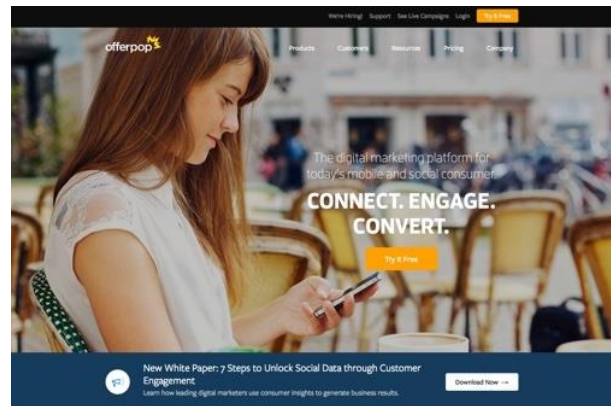 We're Hiring! Support See Live Campaigns Login Try It Free
offerpop
Products Customers Resources Pricing Company
The digital marketing platform for
today's mobile and social consumer.
CONNECT. ENGAGE.
CONVERT.
Try It Free
New White Paper: 7 Steps to Unlock Social Data through Customer
Engagement
Learn how leading digital marketers use consumer insights to generate business results.
Download Now →